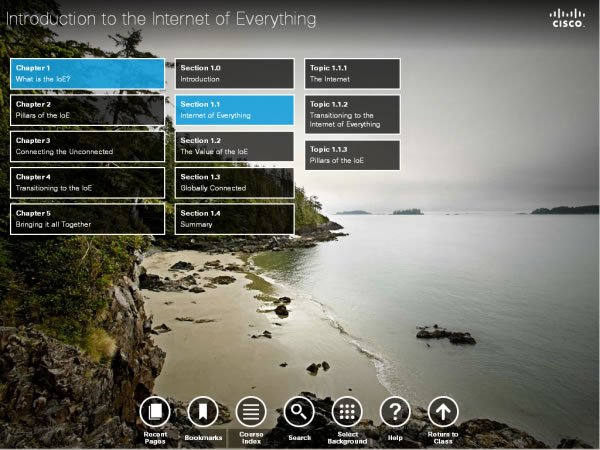 Introduction to the Internet of Everything
CISCO
Chapter 1
What is the IoE?
Chapter 2
Pillars of the IoE
Chapter 3
Connecting the Unconnected
Chapter 4
Transitioning to the IoE
Chapter 5
Bringing it all Together
Section 1.0
Introduction
Section 1.1
Internet of Everything
Section 1.2
The Value of the IoE
Section 1.3
Globally Connected
Section 1.4
Summary
Topic 1.1.1
The Internet
Topic 1.1.2
Transitioning to the
Internet of Everything
Topic 1.1.3
Pillars of the IoE
Recent
Pages
Bookmarks
Course
Index
Search
Select
Background
Help
Return to
Class